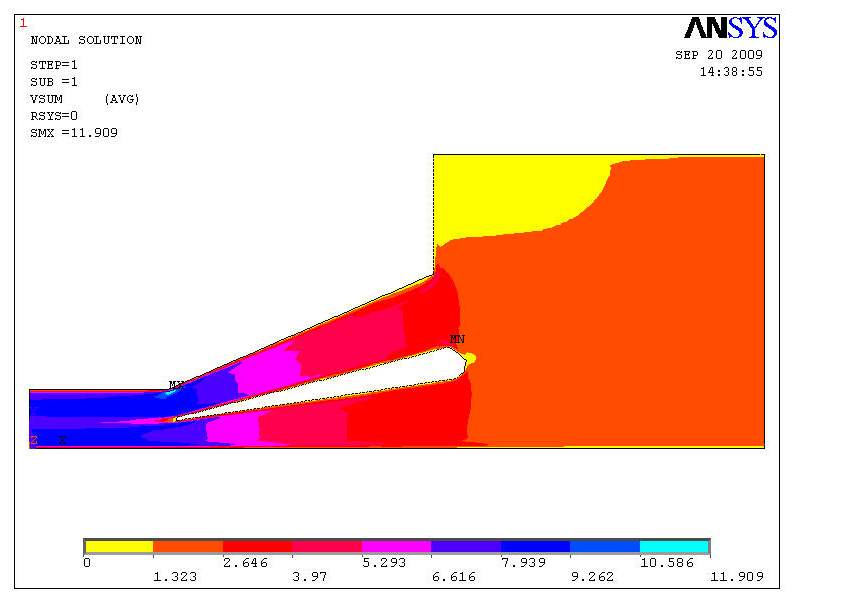 1
ANSYS
NODAL SOLUTION
SEP 20 2009
14:38:55
STEP=1
SUB =1
VSUM (AVG)
RSYS=0
SMX =11.909
MN
MX
Z X
0 2.646 5.293 7.939 10.586
1.323 3.97 6.616 9.262 11.909